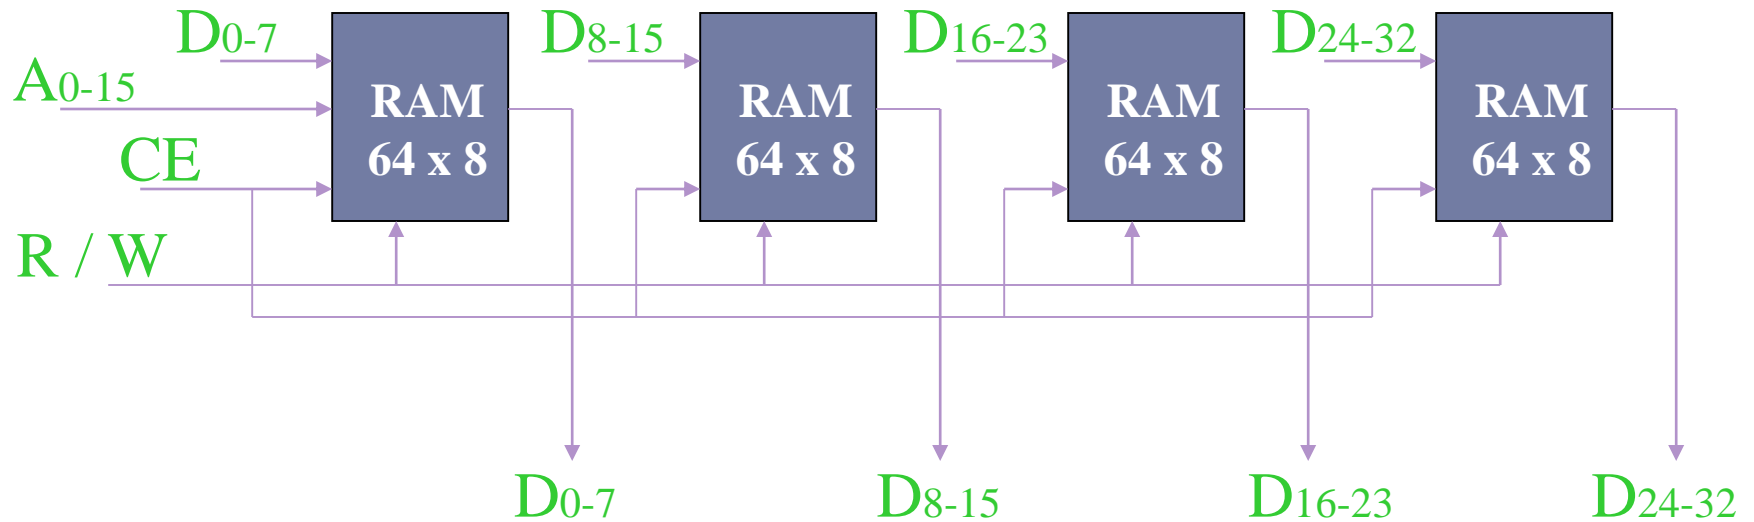 D0-7
D8-15
D16-23
D24-32
A0-15
RAM
64 x 8
RAM
64 x 8
RAM
64 x 8
RAM
64 x 8
CE
R / W
D0-7
D8-15
D16-23
D24-32